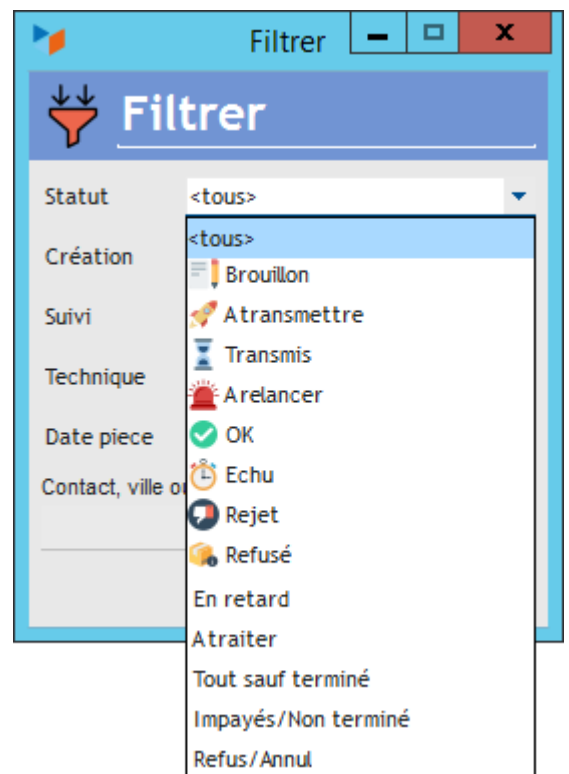 Filtrer
Filtrer
Statut
<tous>
<tous>
Création
Brouillon
Suivi
Atransmettre
Transmis
Technique
Arelancer
Date piece
OK
Contact, ville ou
Echu
Rejet
Refusé
En retard
Atraiter
Tout sauf terminé
Impayés/Non terminé
Refus/Annul